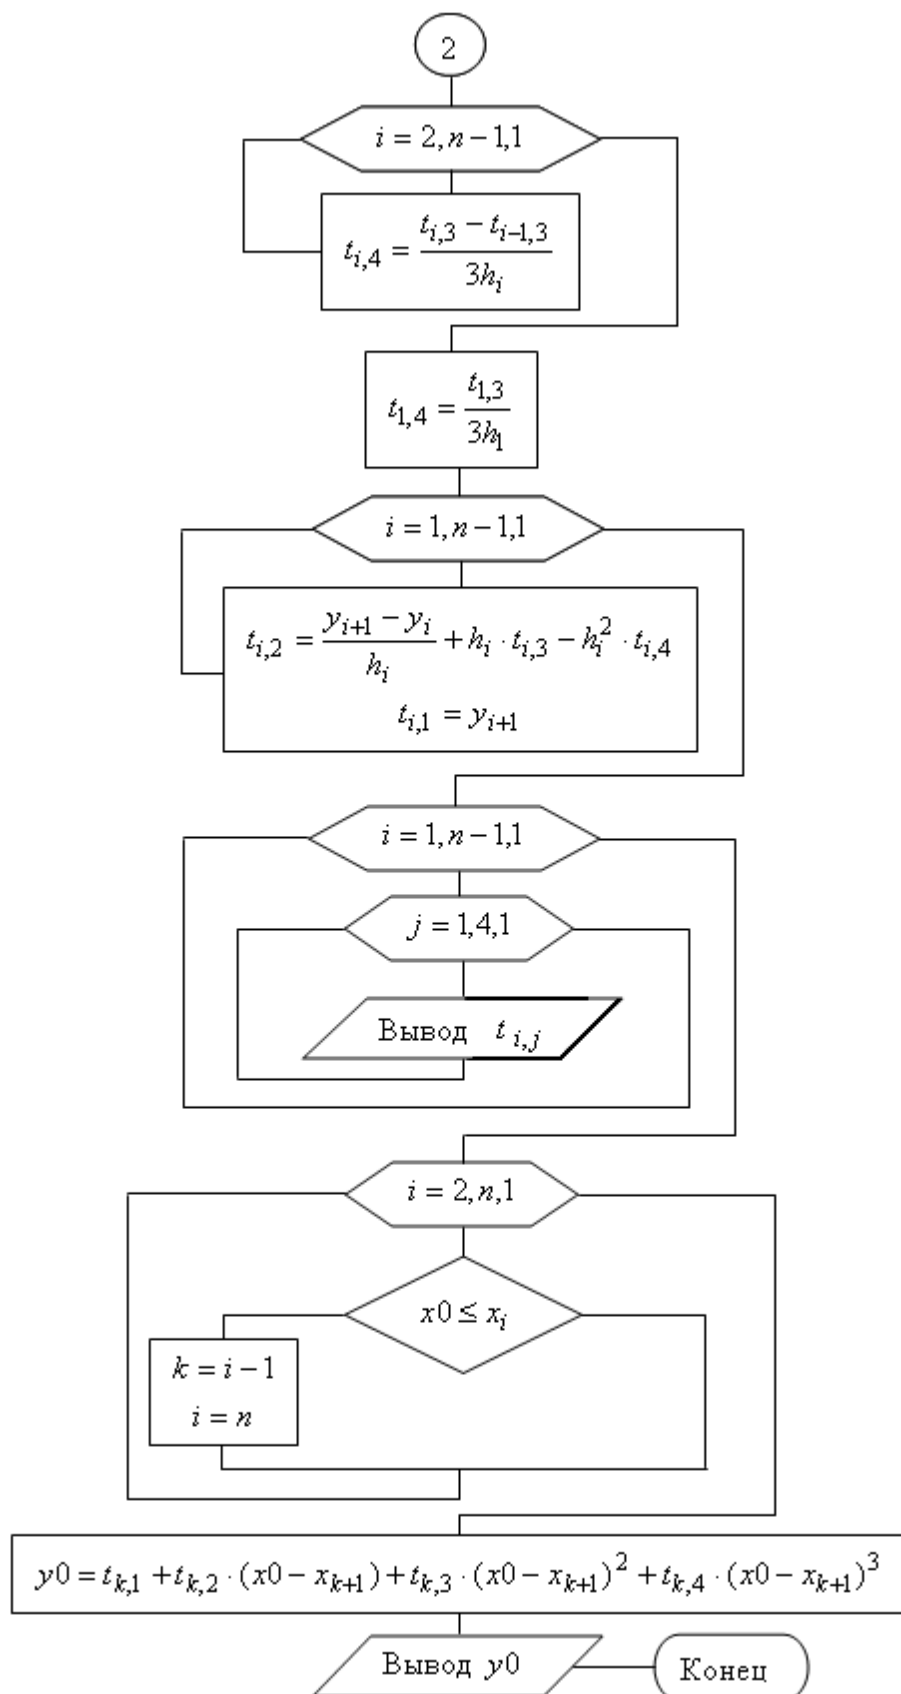 2
i = 2, n − 1,1
t_{i,4} = \frac{t_{i,3} − t_{i−1,3}}{3h_i}
t_{1,4} = \frac{t_{1,3}}{3h_1}
i = 1, n − 1,1
t_{i,2} = \frac{y_{i+1} − y_i}{h_i} + h_i · t_{i,3} − h_i^2 · t_{i,4}
t_{i,1} = y_{i+1}
i = 1, n − 1,1
j = 1,4,1
Вывод t_{i,j}
i = 2, n,1
x0 ≤ x_i
k = i − 1
i = n
y0 = t_{k,1} + t_{k,2} · (x0 − x_{k+1}) + t_{k,3} · (x0 − x_{k+1})^2 + t_{k,4} · (x0 − x_{k+1})^3
Вывод y0
Конец